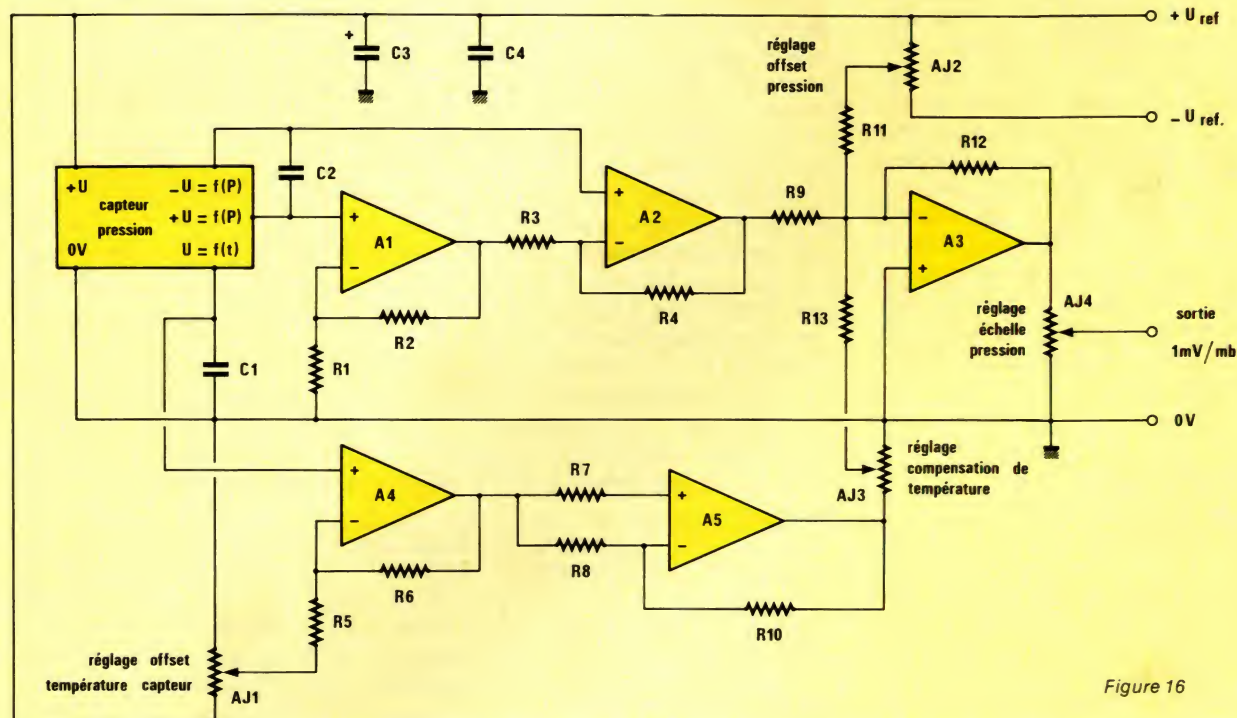 + U ref
+
C3
C4
réglage
offset
pression
AJ2
R11
− U ref.
R12
+U
− U = f(P)
capteur
+ U = f(P)
pression
0V
U = f(t)
C2
+
A1
−
R3
+
A2
−
R9
−
A3
+
R2
R4
R1
C1
R13
réglage
échelle
pression
AJ4
sortie
1mV/mb
0V
+
A4
−
R7
R8
+
A5
−
réglage
compensation de
température
AJ3
R5
R6
R10
réglage offset
température capteur
AJ1
Figure 16